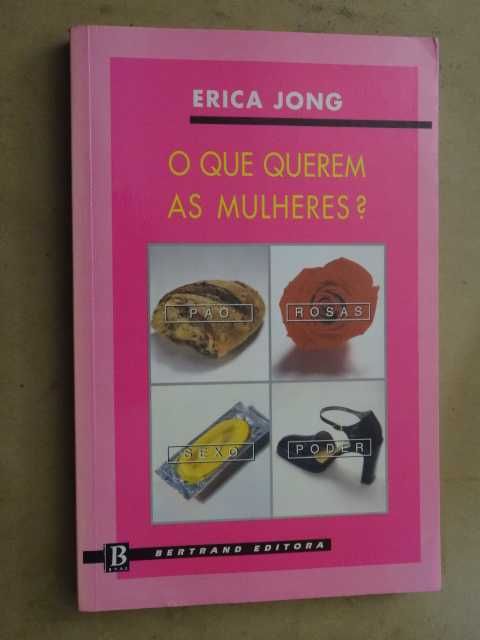 ERICA JONG
O QUE QUEREM
AS MULHERES?
PÃO
ROSAS
SEXO
PODER
B
BERTRAND EDITORA